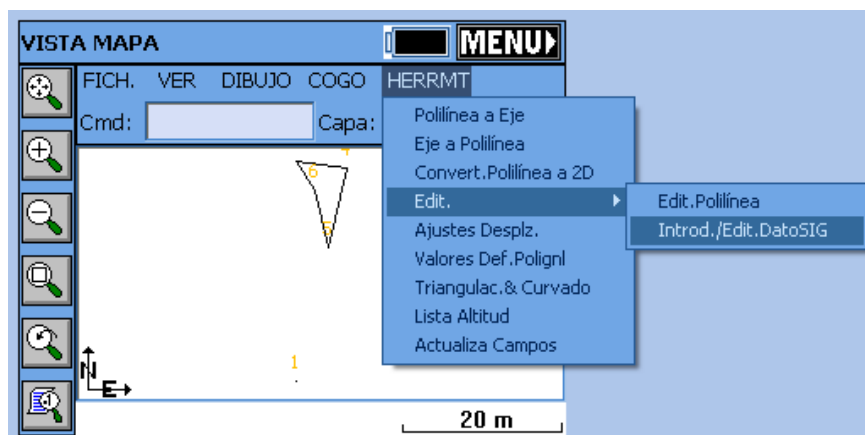 VISTA MAPA MENU
FICH. VER DIBUJO COGO HERRMT
Cmd: Capa:
Polilínea a Eje
Eje a Polilínea
Convert.Polilínea a 2D
Edit.
Edit.Polilínea
Introd./Edit.DatoSIG
Ajustes Desplz.
Valores Def.Polignl
Triangulac.& Curvado
Lista Altitud
Actualiza Campos
6
5
1
N
E
20 m